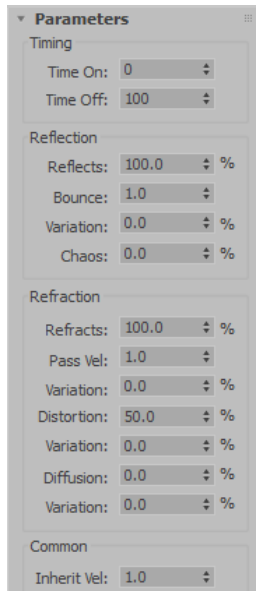 Parameters
Timing
Time On: 0
Time Off: 100
Reflection
Reflects: 100.0 %
Bounce: 1.0
Variation: 0.0 %
Chaos: 0.0 %
Refraction
Refracts: 100.0 %
Pass Vel: 1.0
Variation: 0.0 %
Distortion: 50.0 %
Variation: 0.0 %
Diffusion: 0.0 %
Variation: 0.0 %
Common
Inherit Vel: 1.0